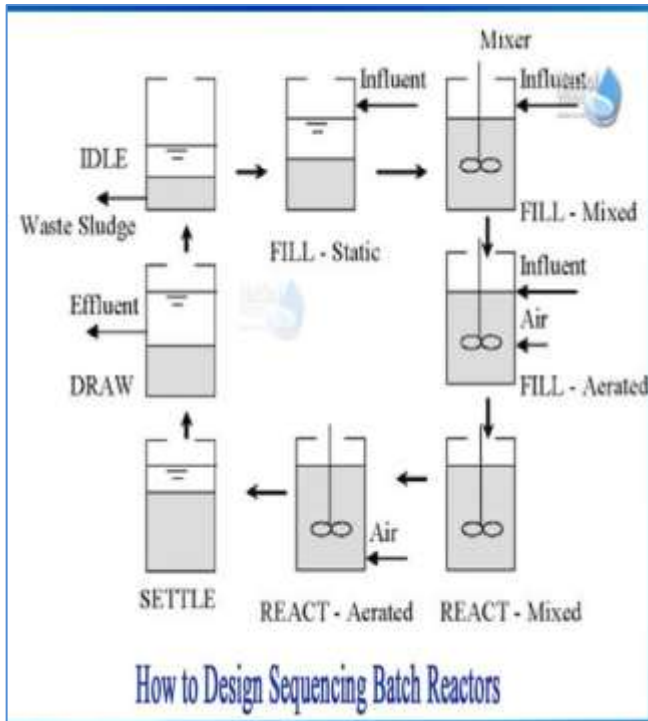 Mixer
Influent
Influent
IDLE
Waste Sludge
FILL - Static
FILL - Mixed
Influent
Air
FILL - Aerated
Effluent
DRAW
Air
SETTLE
REACT - Aerated
REACT - Mixed
How to Design Sequencing Batch Reactors